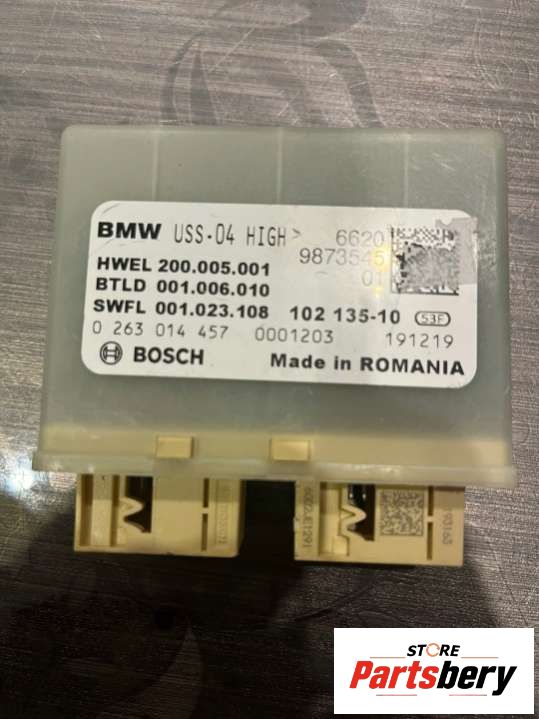 BMW USS-04 HIGH> 6620
9873545
01
HWEL 200.005.001
BTLD 001.006.010
SWFL 001.023.108 102 135-10 S3F
0 263 014 457 0001203 191219
BOSCH Made in ROMANIA
STORE
Partsbery